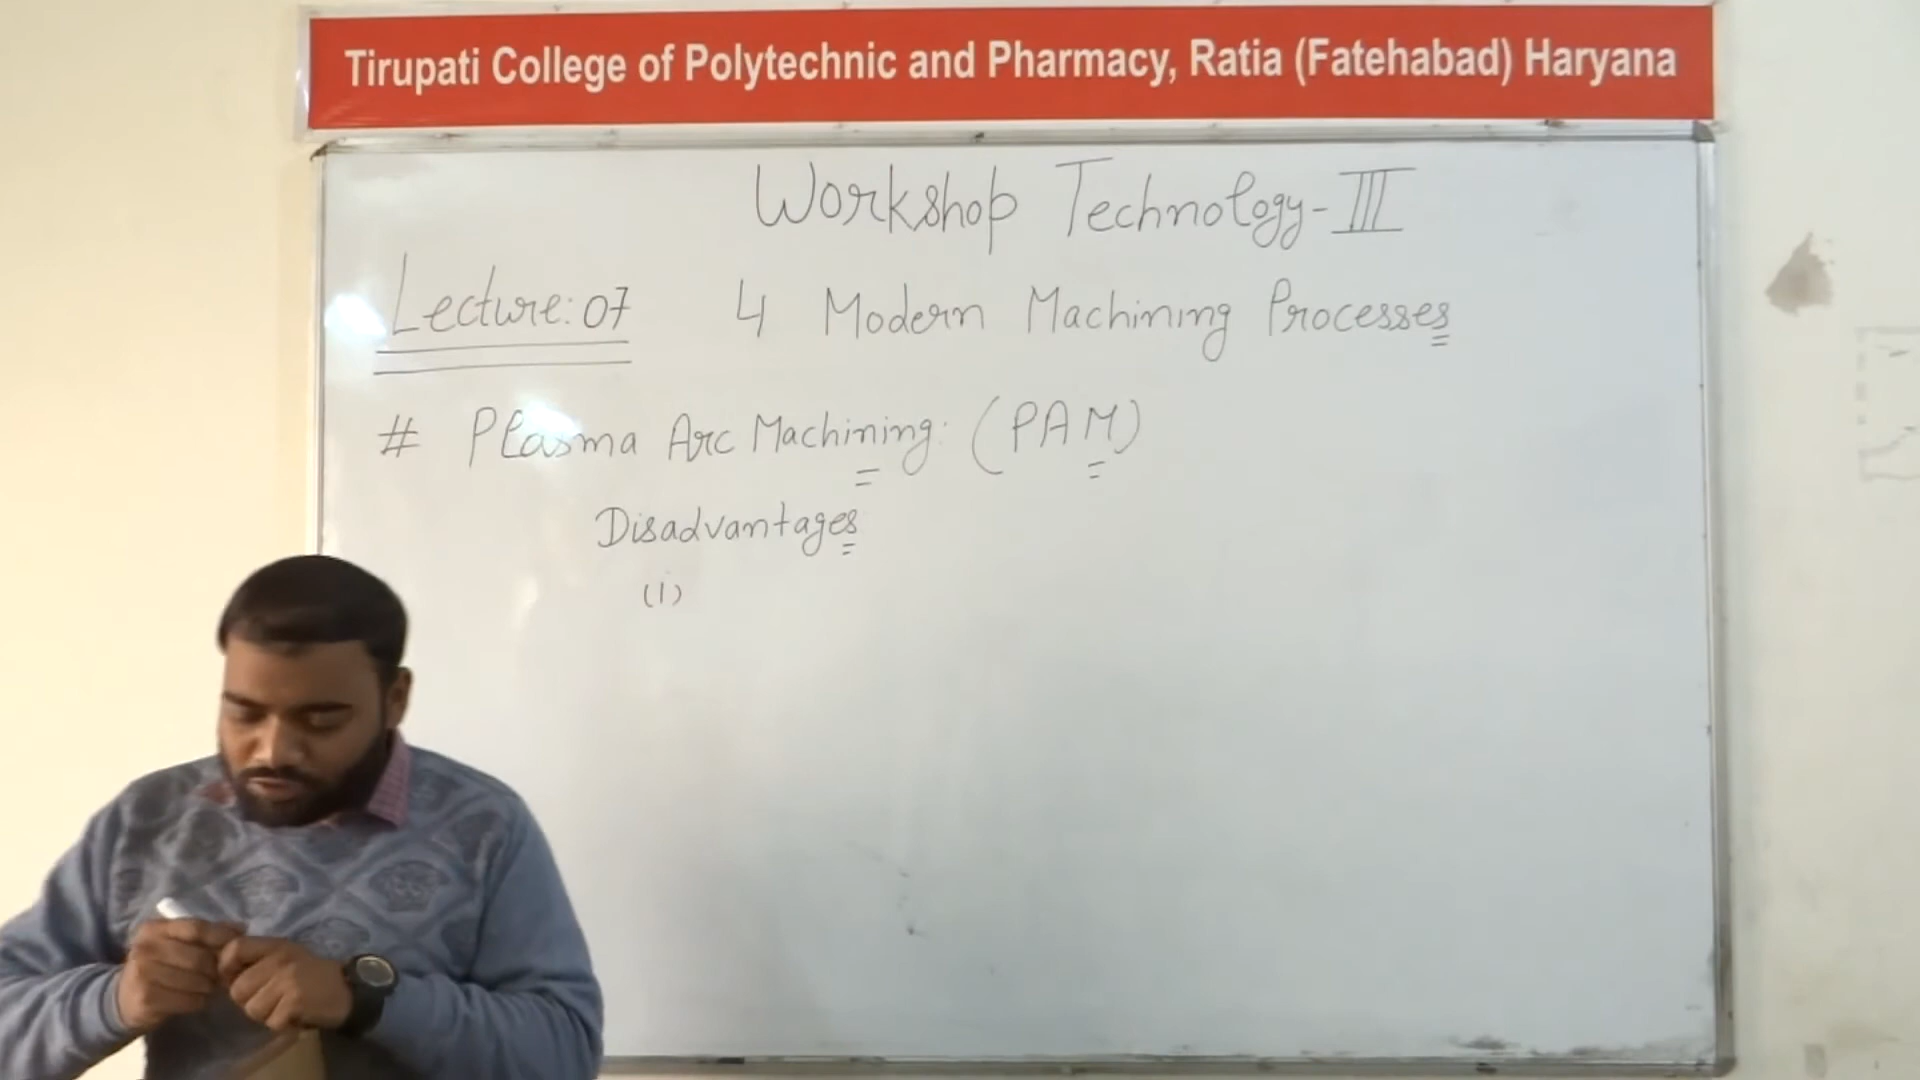 Tirupati College of Polytechnic and Pharmacy, Ratia (Fatehabad) Haryana
Workshop Technology-III
Lecture: 07 4 Modern Machining Processes
# Plasma Arc Machining: (PAM)
Disadvantages
(1)